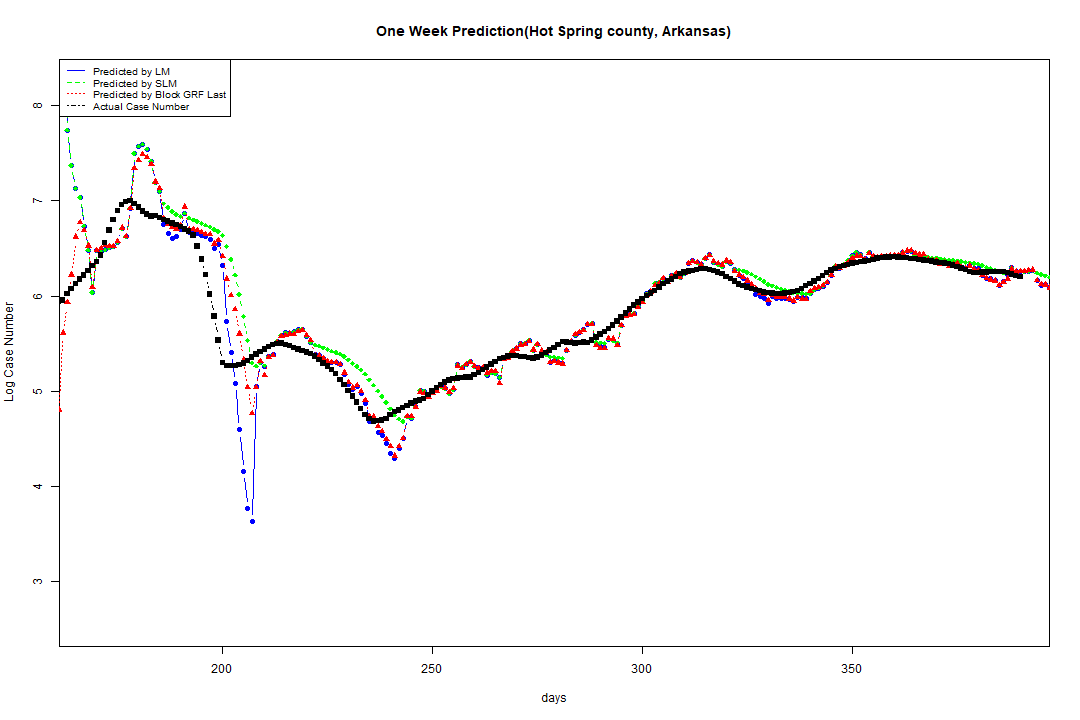 One Week Prediction(Hot Spring county, Arkansas)
Predicted by LM
Predicted by SLM
Predicted by Block GRF Last
Actual Case Number
8
7
6
5
4
3
Log Case Number
200
250
300
350
days